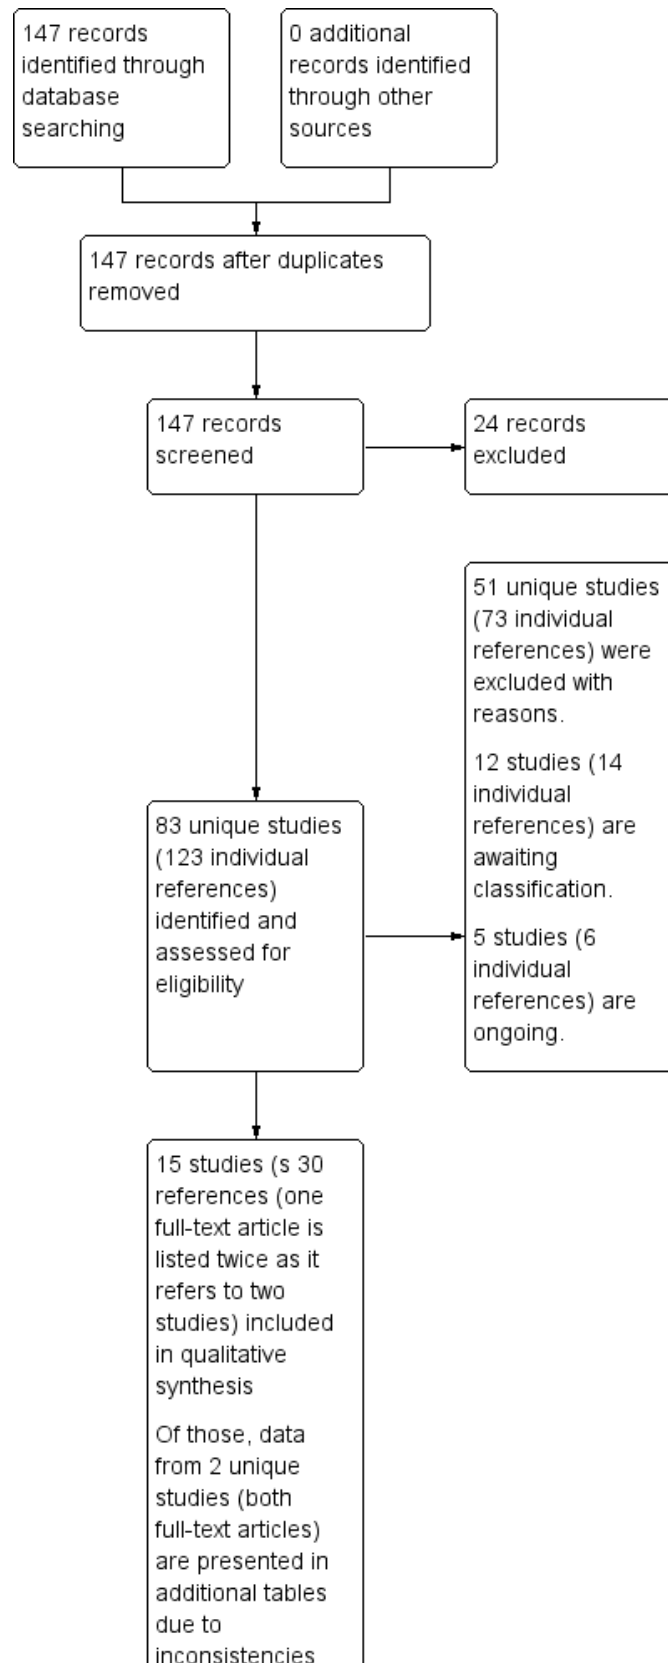 147 records
identified through
database
searching
0 additional
records identified
through other
sources
147 records after duplicates
removed
147 records
screened
24 records
excluded
83 unique studies
(123 individual
references)
identified and
assessed for
eligibility
51 unique studies
(73 individual
references) were
excluded with
reasons.
12 studies (14
individual
references) are
awaiting
classification.
5 studies (6
individual
references) are
ongoing.
15 studies (s 30
references (one
full-text article is
listed twice as it
refers to two
studies) included
in qualitative
synthesis
Of those, data
from 2 unique
studies (both
full-text articles)
are presented in
additional tables
due to
inconsistencies